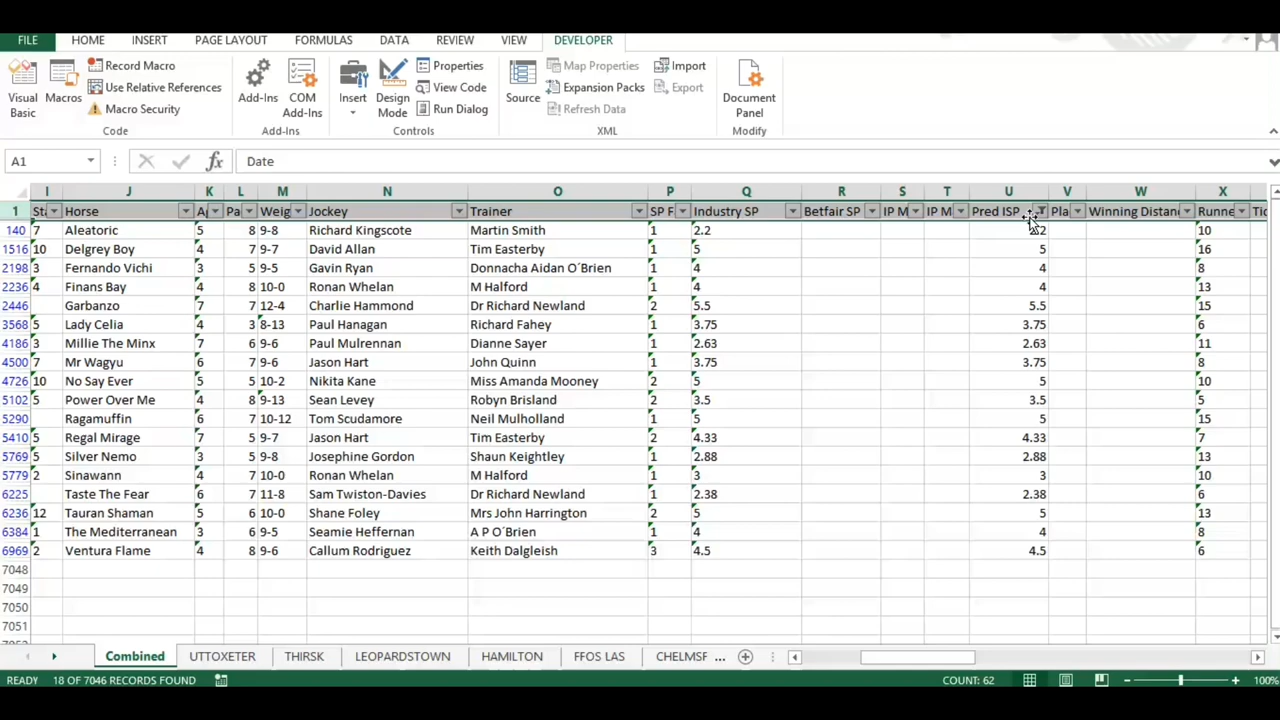 FILE HOME INSERT PAGE LAYOUT FORMULAS DATA REVIEW VIEW DEVELOPER
Visual Basic Macros Record Macro Use Relative References Macro Security Code
Add-Ins COM Add-Ins Add-Ins
Insert Design Mode Properties View Code Run Dialog Controls
Source Map Properties Expansion Packs Refresh Data Import Export XML
Document Panel Modify
A1 fx Date
I J K L M N O P Q R S T U V W X
1 Sta Horse A Pa Weig Jockey Trainer SP F Industry SP Betfair SP IP M IP M Pred ISP Pla Winning Distanc Runne Tic
140 7 Aleatoric 5 8 9-8 Richard Kingscote Martin Smith 1 2.2 10
1516 10 Delgrey Boy 4 7 9-7 David Allan Tim Easterby 1 5 5 16
2198 3 Fernando Vichi 3 5 9-5 Gavin Ryan Donnacha Aidan O´Brien 1 4 4 8
2236 4 Finans Bay 4 8 10-0 Ronan Whelan M Halford 1 4 4 13
2446 Garbanzo 7 7 12-4 Charlie Hammond Dr Richard Newland 2 5.5 5.5 15
3568 5 Lady Celia 4 3 8-13 Paul Hanagan Richard Fahey 1 3.75 3.75 6
4186 3 Millie The Minx 7 6 9-6 Paul Mulrennan Dianne Sayer 1 2.63 2.63 11
4500 7 Mr Wagyu 6 7 9-6 Jason Hart John Quinn 1 3.75 3.75 8
4726 10 No Say Ever 5 5 10-2 Nikita Kane Miss Amanda Mooney 2 5 5 10
5102 5 Power Over Me 4 8 9-13 Sean Levey Robyn Brisland 2 3.5 3.5 5
5290 Ragamuffin 6 7 10-12 Tom Scudamore Neil Mulholland 1 5 5 15
5410 5 Regal Mirage 7 5 9-7 Jason Hart Tim Easterby 2 4.33 4.33 7
5769 5 Silver Nemo 3 5 9-8 Josephine Gordon Shaun Keightley 1 2.88 2.88 13
5779 2 Sinawann 4 7 10-0 Ronan Whelan M Halford 1 3 3 10
6225 Taste The Fear 6 7 11-8 Sam Twiston-Davies Dr Richard Newland 1 2.38 2.38 6
6236 12 Tauran Shaman 5 6 10-0 Shane Foley Mrs John Harrington 2 5 5 13
6384 1 The Mediterranean 3 6 9-5 Seamie Heffernan A P O´Brien 1 4 4 8
6969 2 Ventura Flame 4 8 9-6 Callum Rodriguez Keith Dalgleish 3 4.5 4.5 6
7048
7049
7050
7051
Combined UTTOXETER THIRSK LEOPARDSTOWN HAMILTON FFOS LAS CHELMSF ...
READY 18 OF 7046 RECORDS FOUND COUNT: 62 100%